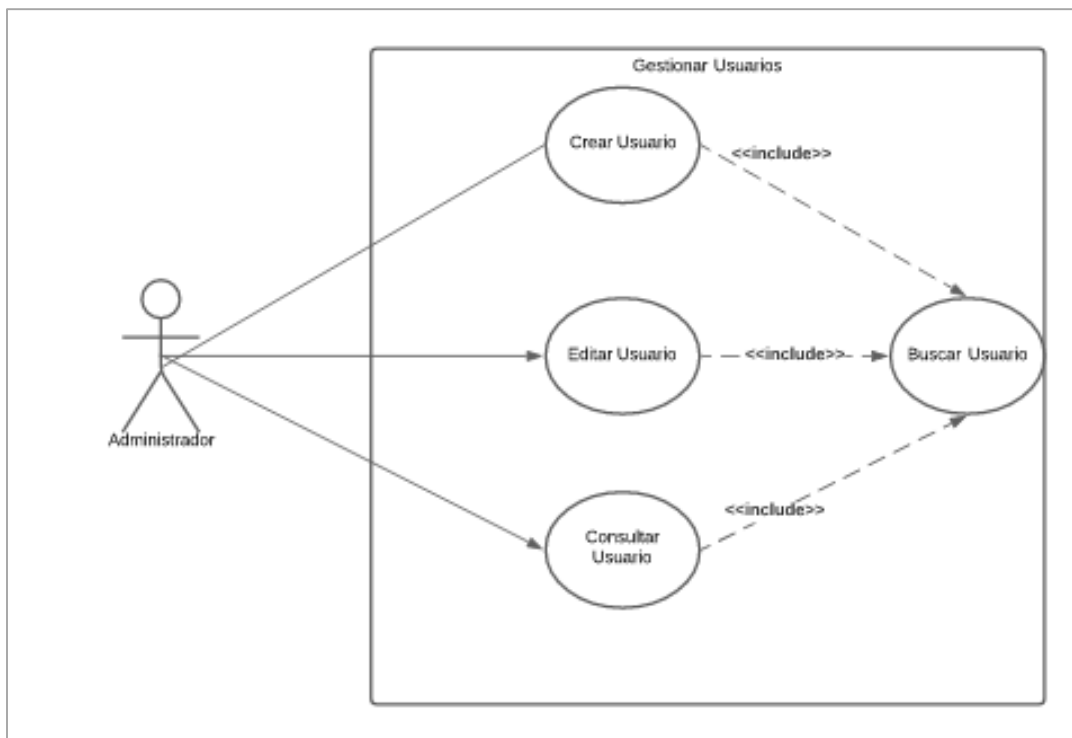 Gestionar Usuarios
Crear Usuario
<<include>>
Editar Usuario
<<include>>
Buscar Usuario
Administrador
<<include>>
Consultar
Usuario